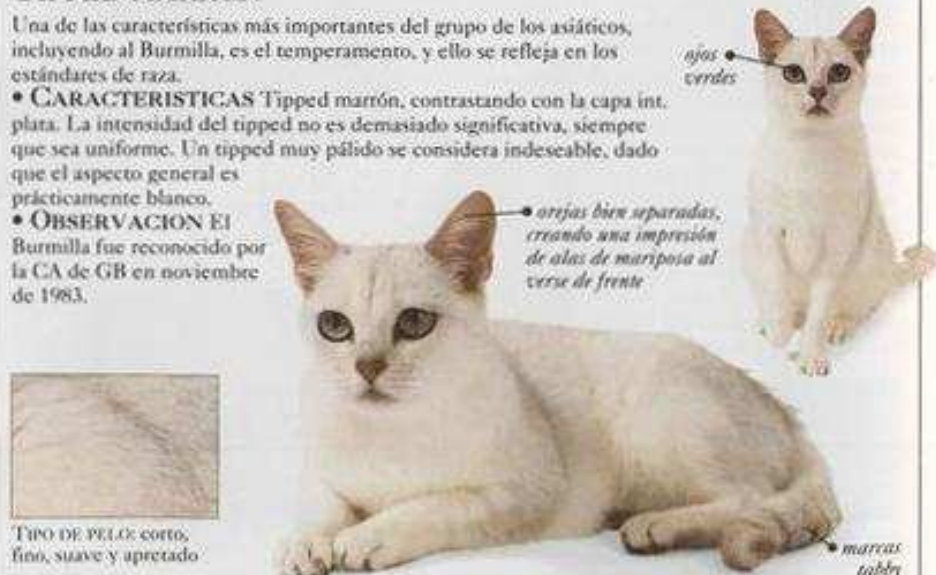 Una de las características más importantes del grupo de los asiáticos,
incluyendo al Burmilla, es el temperamento, y ello se refleja en los
estándares de raza.
• CARACTERISTICAS Tipped marrón, contrastando con la capa int.
plata. La intensidad del tipped no es demasiado significativa, siempre
que sea uniforme. Un tipped muy pálido se considera indeseable, dado
que el aspecto general es
prácticamente blanco.
• OBSERVACION El
Burmilla fue reconocido por
la CA de GB en noviembre
de 1983.
ojos
verdes
orejas bien separadas,
creando una impresión
de alas de mariposa al
verse de frente
TIPO DE PELO: corto,
fino, suave y apretado
marcas
tabby